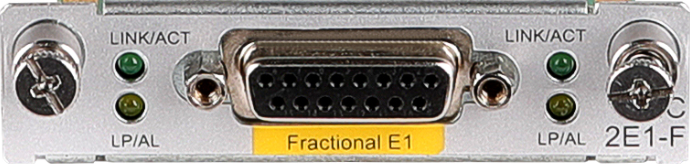 LINK/ACT
LINK/ACT
LP/AL
Fractional E1
LP/AL
C
2E1-F